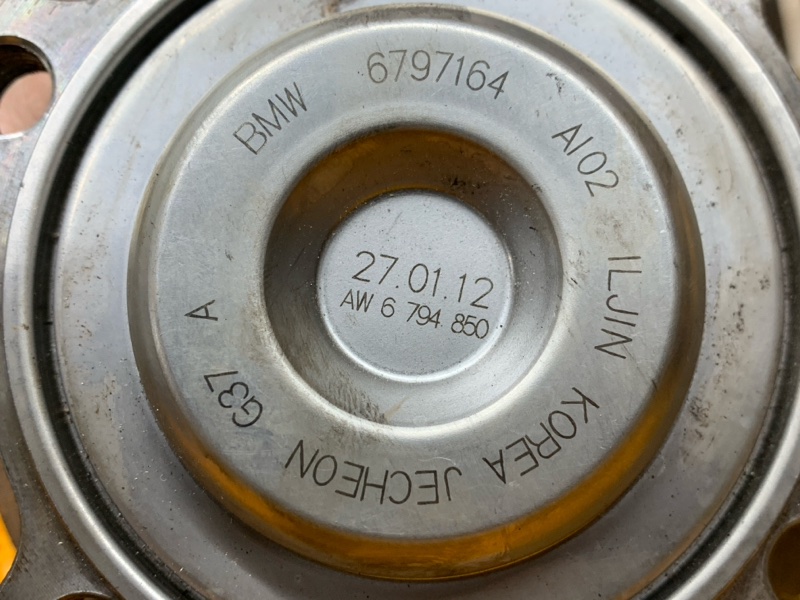 BMW 6797164 AI02 ILJIN KOREA JECHEON G37 A
27.01.12
AW 6 794 850